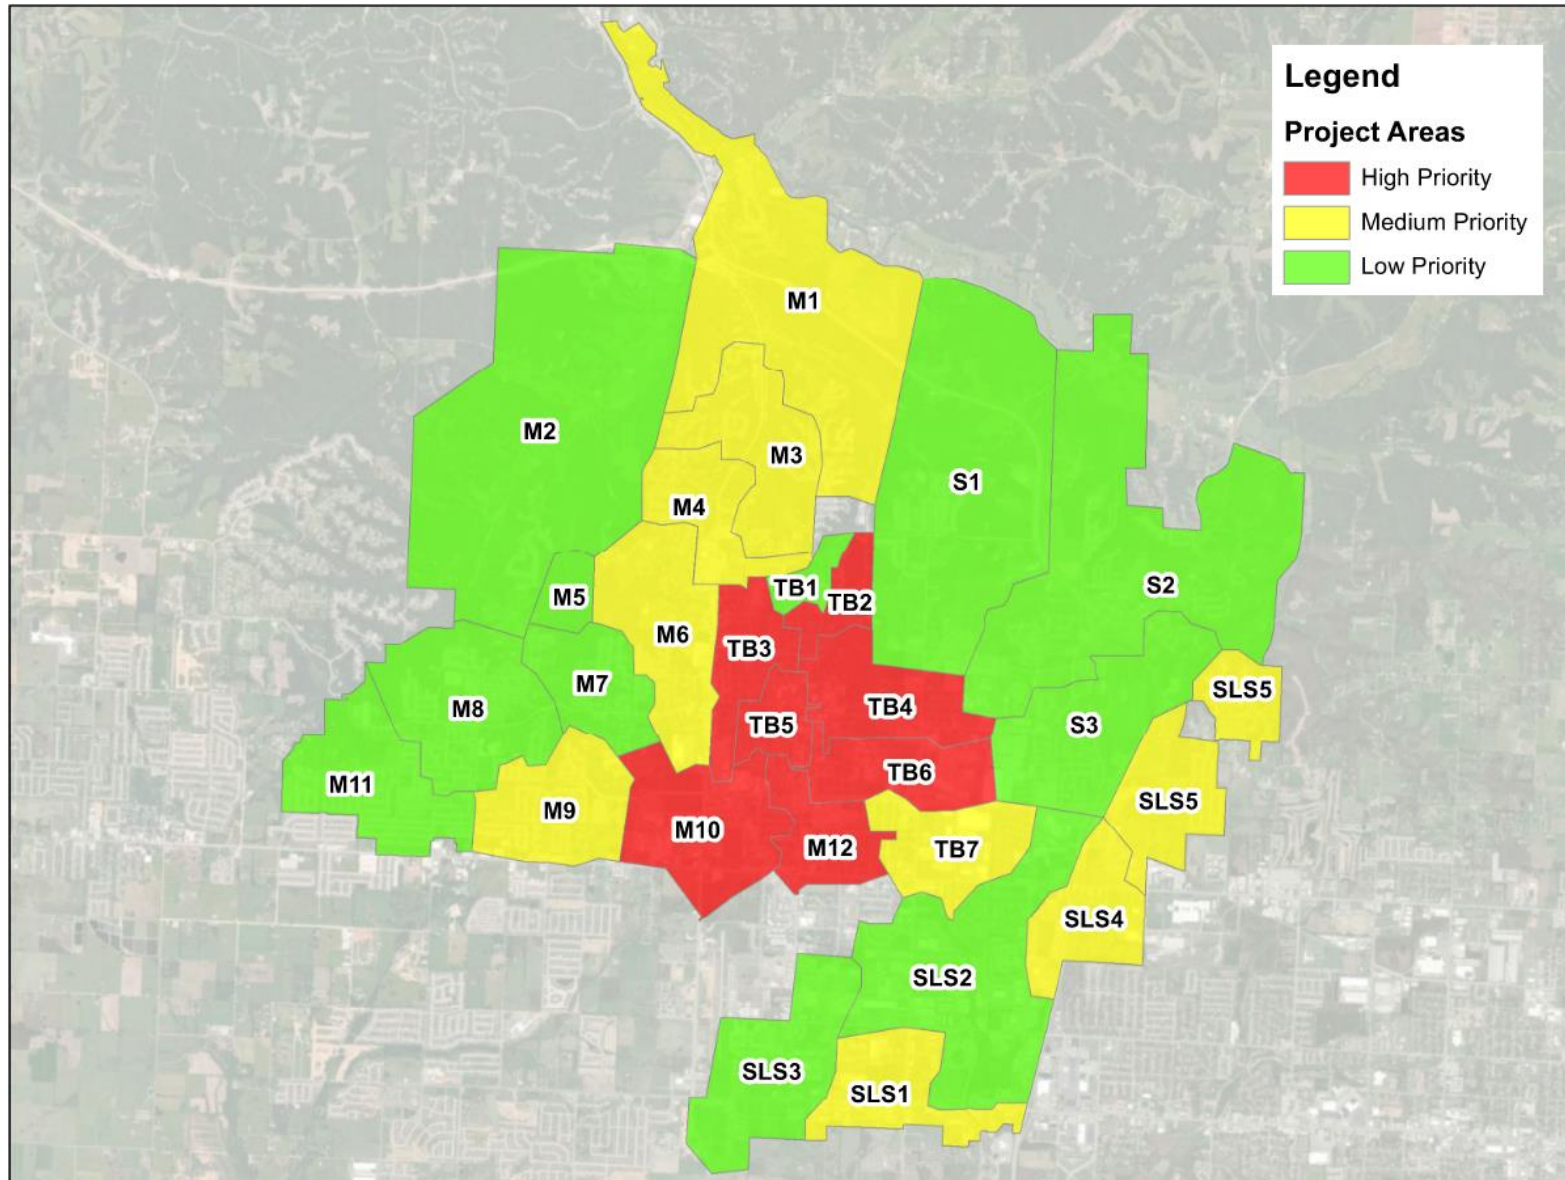 Legend
Project Areas
High Priority
Medium Priority
Low Priority
M1
M2
M3
S1
M4
TB1
S2
M5
TB2
M6
TB3
M7
SLS5
M8
TB4
TB5
S3
TB6
M11
SLS5
M9
M10
M12
TB7
SLS4
SLS2
SLS3
SLS1